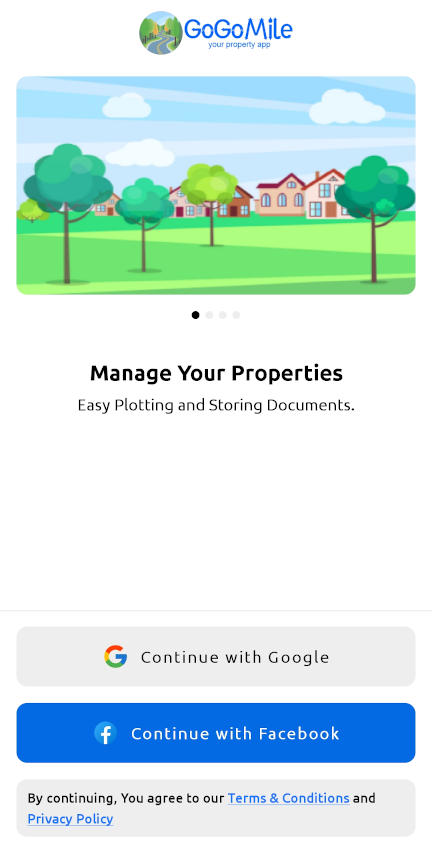 GoGoMile
your property app
Manage Your Properties
Easy Plotting and Storing Documents.
Continue with Google
Continue with Facebook
By continuing, You agree to our Terms & Conditions and
Privacy Policy